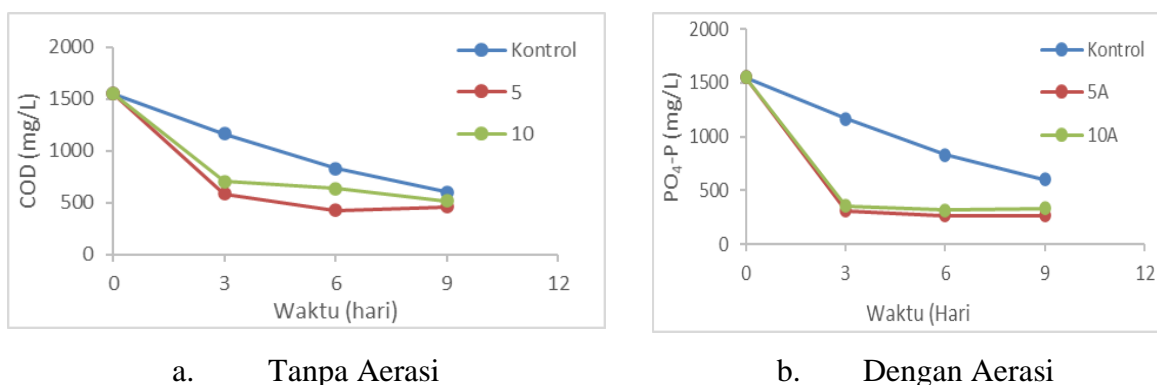 2000
1500
1000
500
0
COD (mg/L)
0 3 6 9 12
Waktu (hari)
Kontrol
5
10
a. Tanpa Aerasi
2000
1500
1000
500
0
PO₄-P (mg/L)
0 3 6 9 12
Waktu (Hari
Kontrol
5A
10A
b. Dengan Aerasi